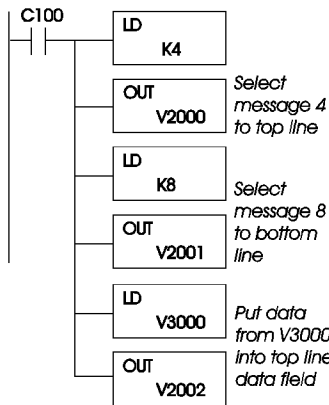 C100
LD
K4
OUT
V2000
Select
message 4
to top line
LD
K8
OUT
V2001
Select
message 8
to bottom
line
LD
V3000
OUT
V2002
Put data
from V3000
into top line
data field